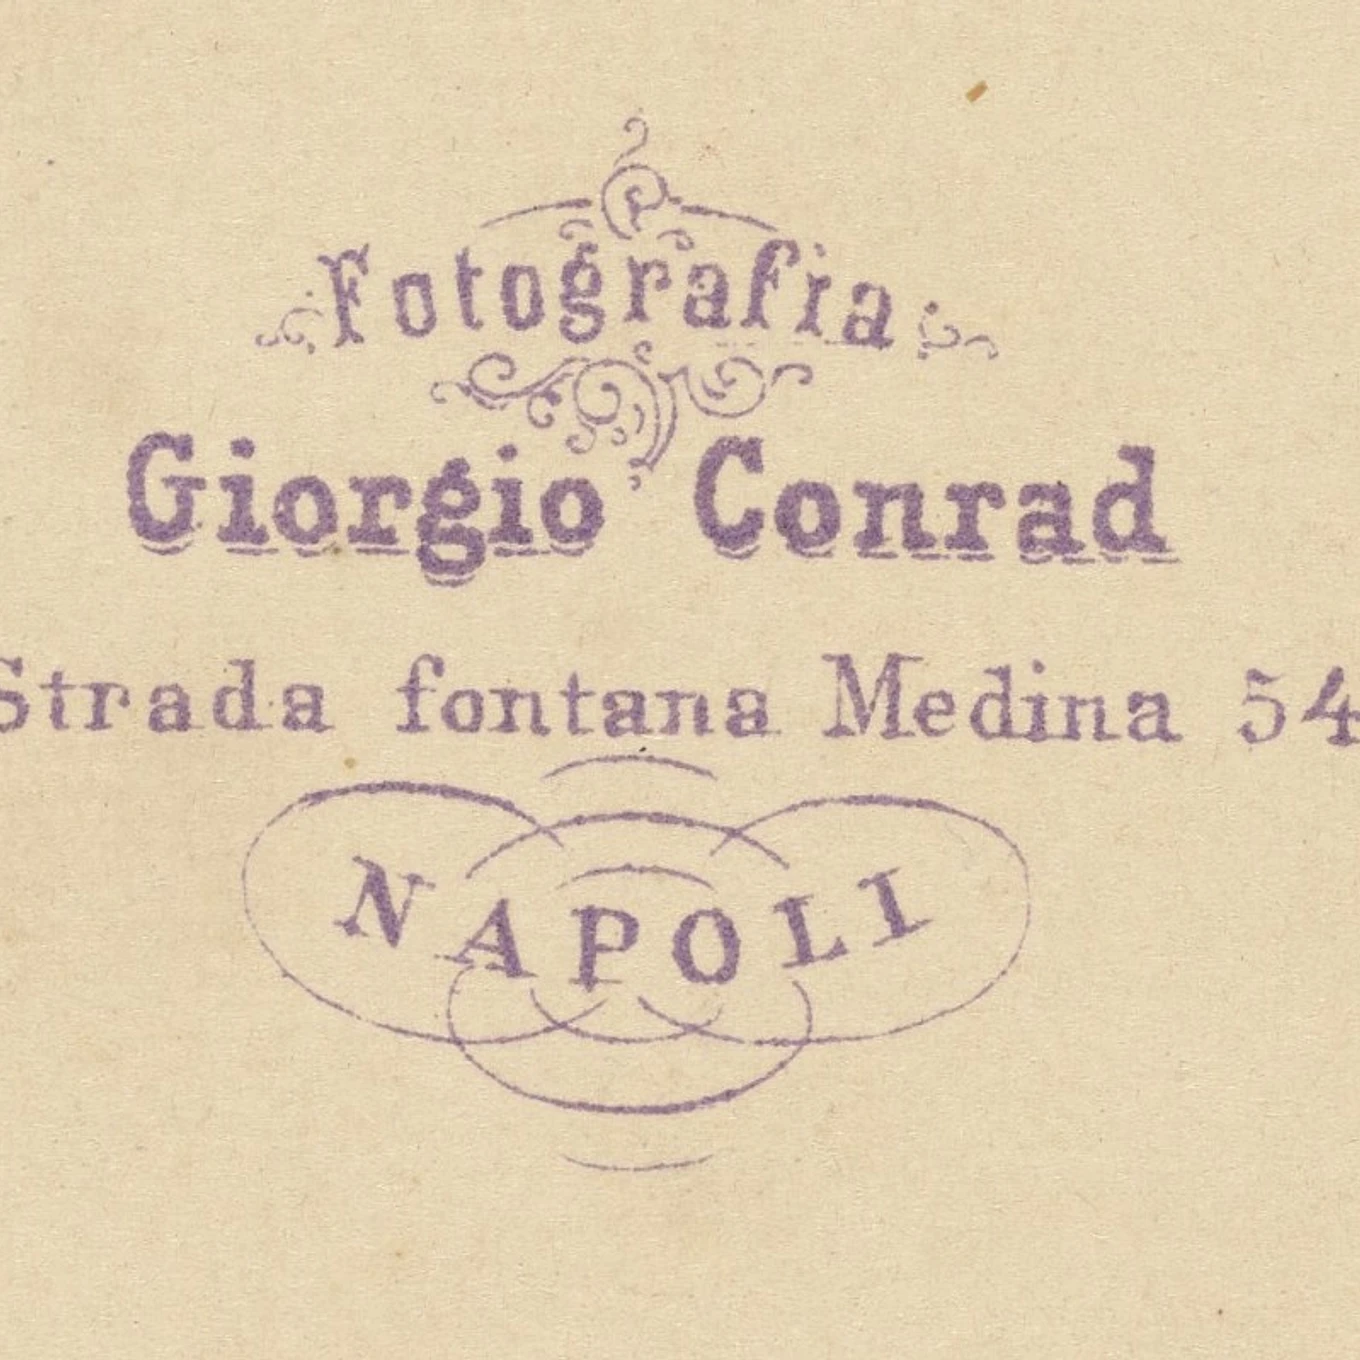 Fotografia
Giorgio Conrad
Strada fontana Medina 54
NAPOLI